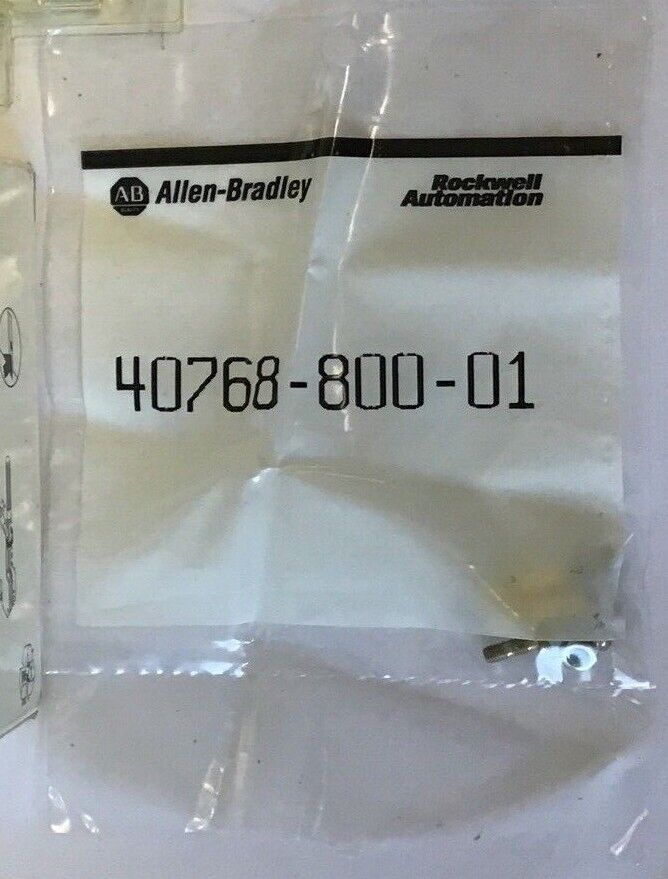 AB Allen-Bradley
Rockwell
Automation
40768-800-01